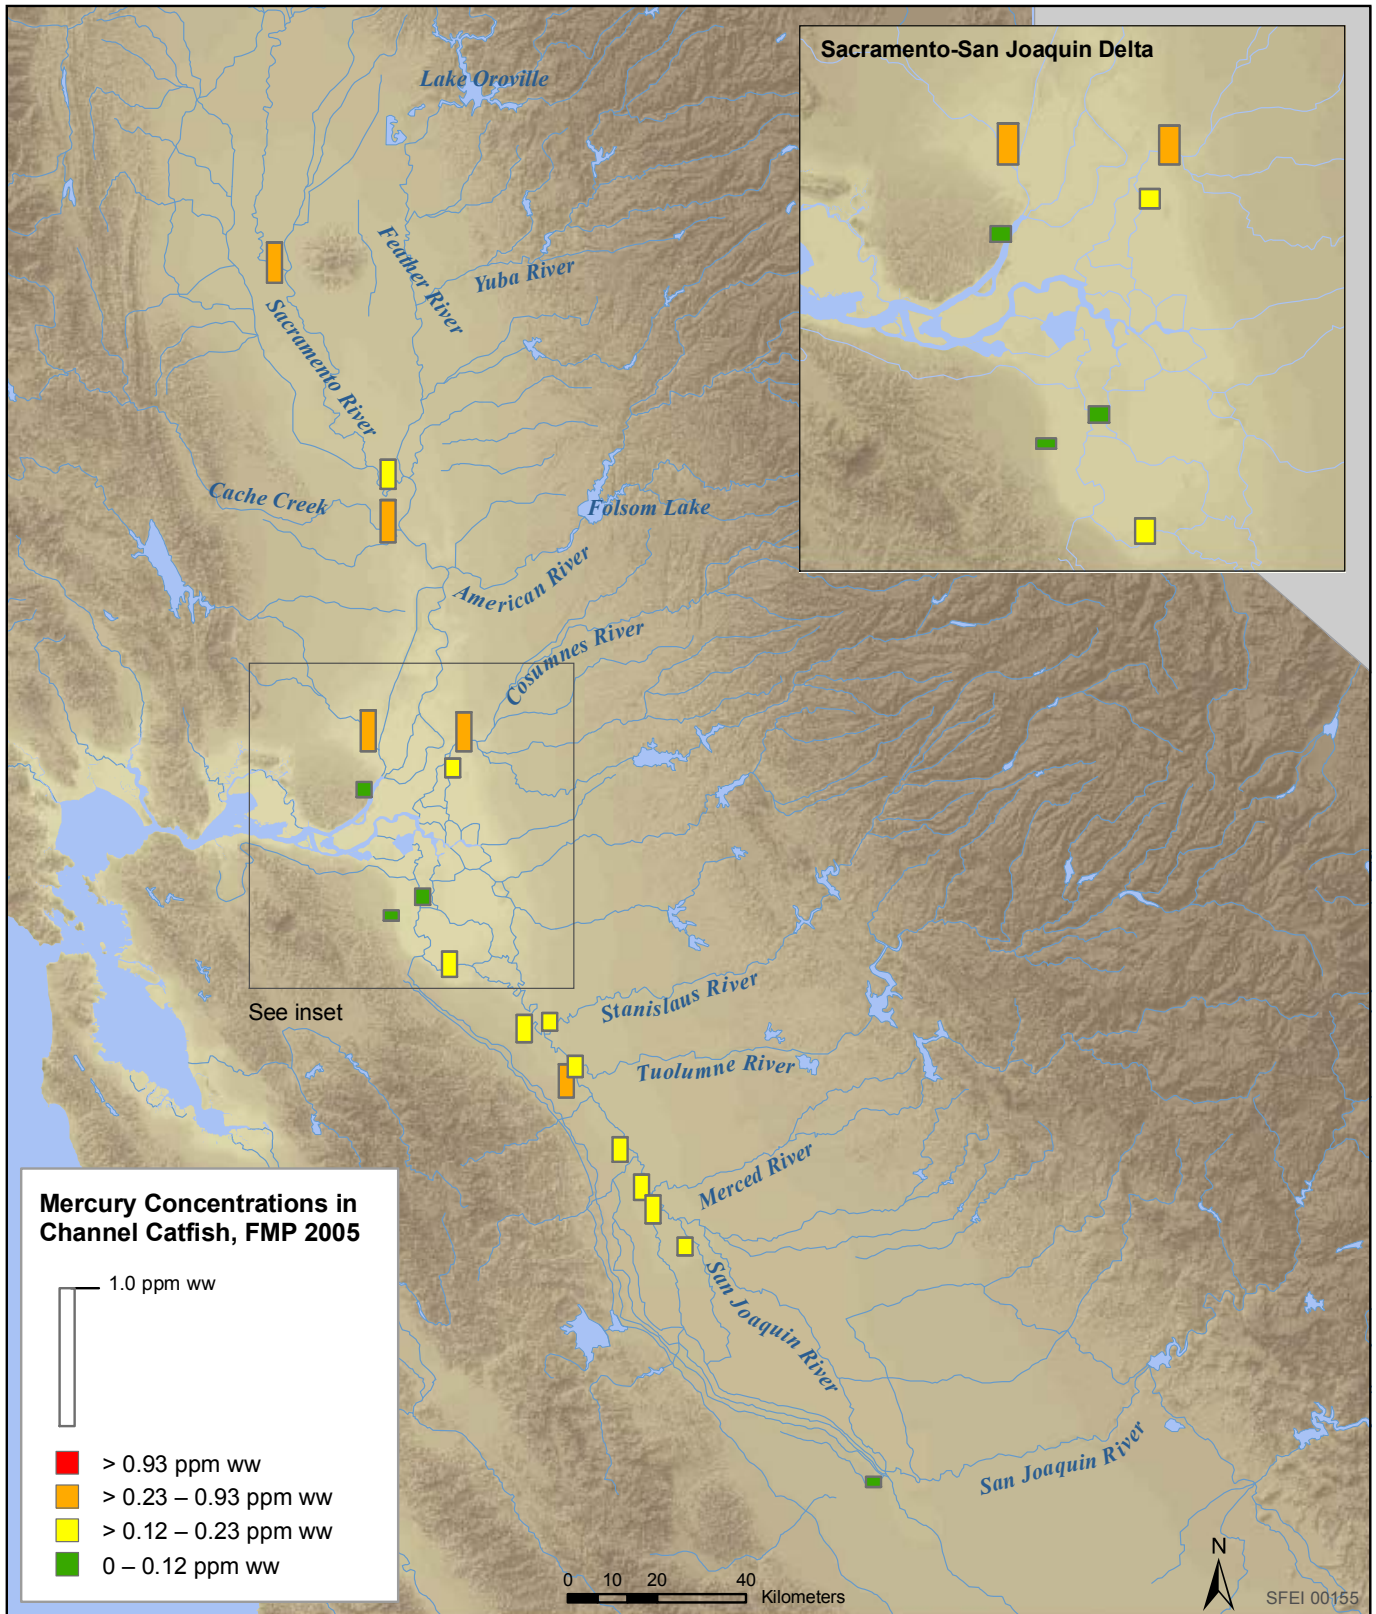 Sacramento-San Joaquin Delta
Lake Oroville
Feather River
Yuba River
Sacramento River
Cache Creek
Folsom Lake
American River
Cosumnes River
See inset
Stanislaus River
Tuolumne River
Merced River
San Joaquin River
San Joaquin River
Mercury Concentrations in
Channel Catfish, FMP 2005
1.0 ppm ww
> 0.93 ppm ww
> 0.23 – 0.93 ppm ww
> 0.12 – 0.23 ppm ww
0 – 0.12 ppm ww
0 10 20 40
Kilometers
N
SFEI 00155